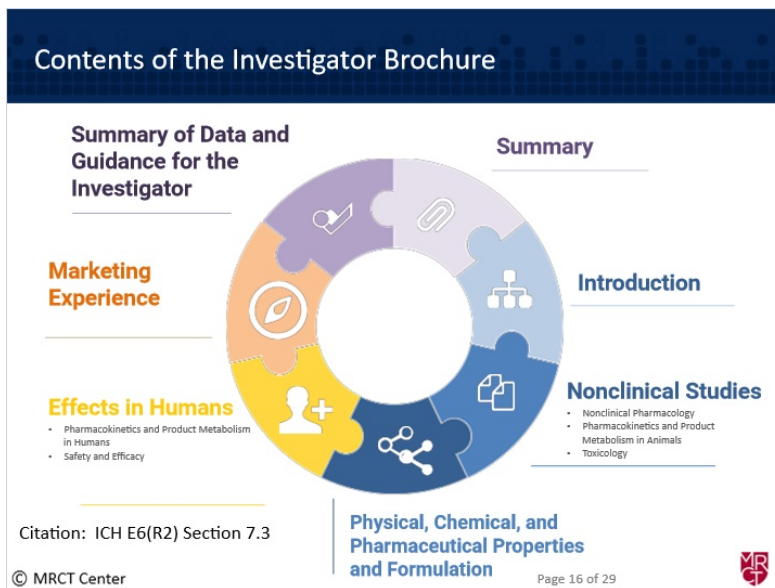 Contents of the Investigator Brochure
Summary of Data and
Guidance for the
Investigator
Summary
Marketing
Experience
Introduction
Effects in Humans
• Pharmacokinetics and Product Metabolism
in Humans
• Safety and Efficacy
Nonclinical Studies
• Nonclinical Pharmacology
• Pharmacokinetics and Product
Metabolism in Animals
• Toxicology
Physical, Chemical, and
Pharmaceutical Properties
and Formulation
Citation: ICH E6(R2) Section 7.3
© MRCT Center
Page 16 of 29
MR
CT